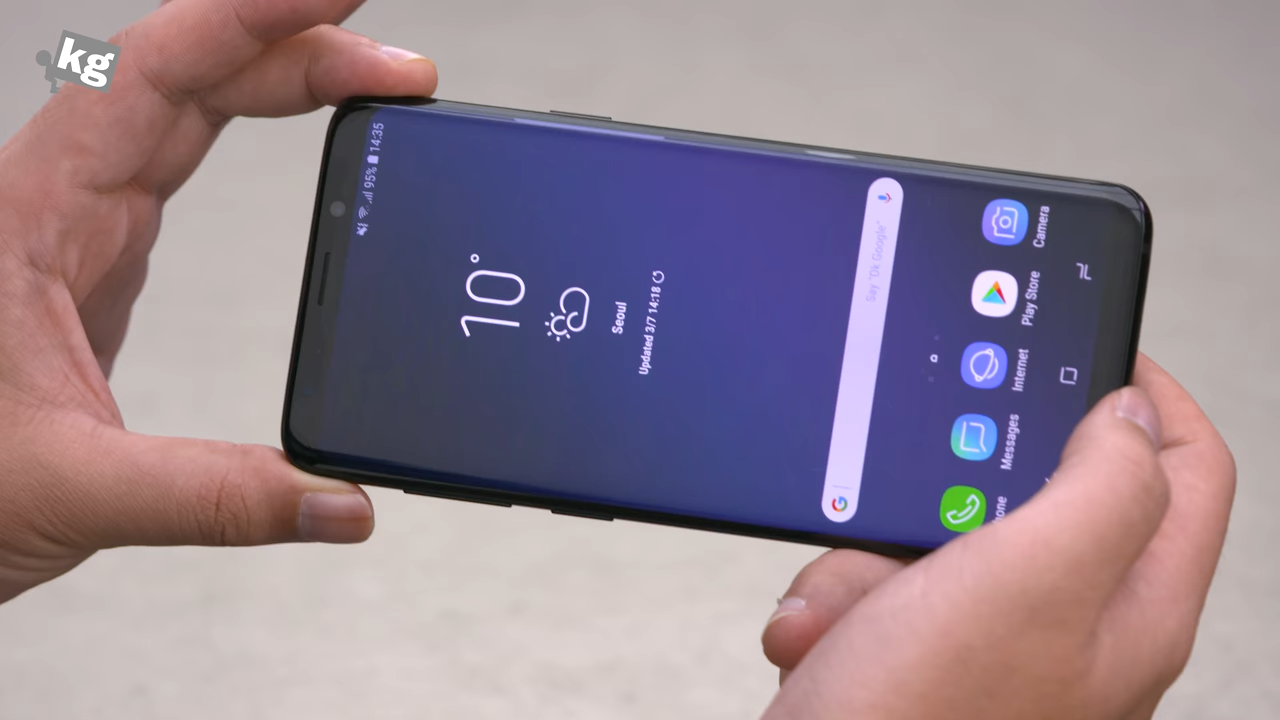 kg
95% 14:35
10°
Seoul
Updated 3/7 14:18
Say "Ok Google"
G
Phone
Messages
Internet
Play Store
Camera